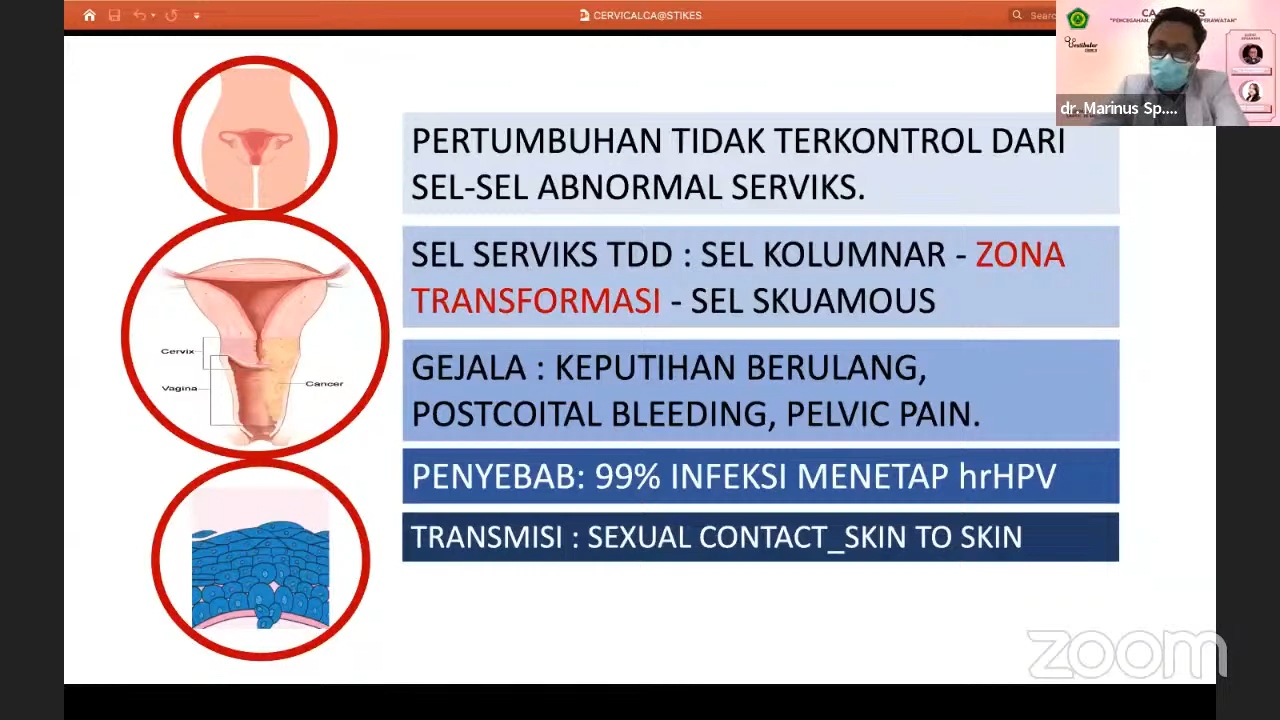 CERVICALCA@STIKES
PERTUMBUHAN TIDAK TERKONTROL DARI
SEL-SEL ABNORMAL SERVIKS.
SEL SERVIKS TDD : SEL KOLUMNAR - ZONA
TRANSFORMASI - SEL SKUAMOUS
GEJALA : KEPUTIHAN BERULANG,
POSTCOITAL BLEEDING, PELVIC PAIN.
PENYEBAB: 99% INFEKSI MENETAP hrHPV
TRANSMISI : SEXUAL CONTACT_SKIN TO SKIN
Cervix
Vagina
Cancer
dr. Marinus Sp....
zoom